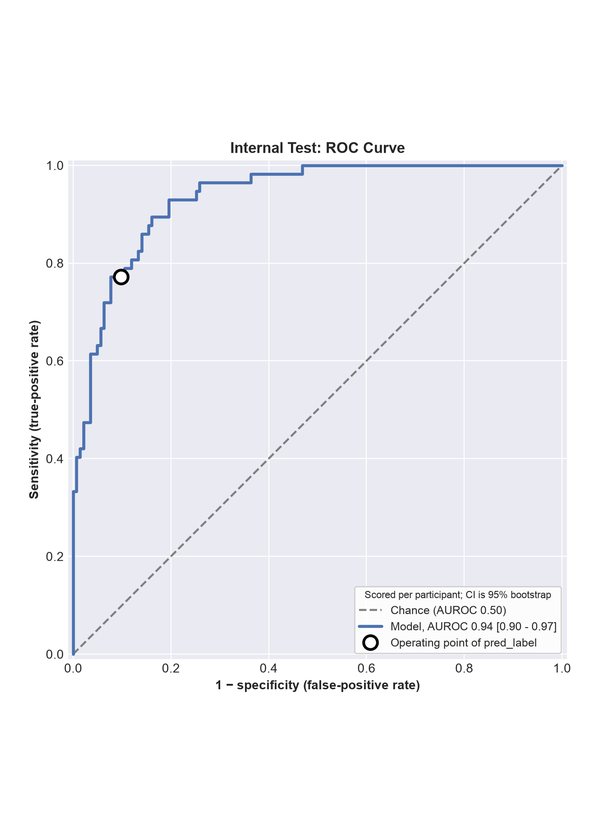 Internal Test: ROC Curve
1.0
0.8
0.6
0.4
0.2
0.0
Sensitivity (true-positive rate)
Scored per participant; CI is 95% bootstrap
Chance (AUROC 0.50)
Model, AUROC 0.94 [0.90 - 0.97]
Operating point of pred_label
0.0 0.2 0.4 0.6 0.8 1.0
1 − specificity (false-positive rate)